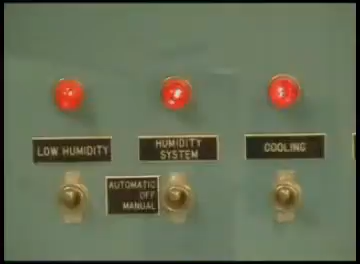 LOW HUMIDITY
HUMIDITY
SYSTEM
COOLING
AUTOMATIC
OFF
MANUAL